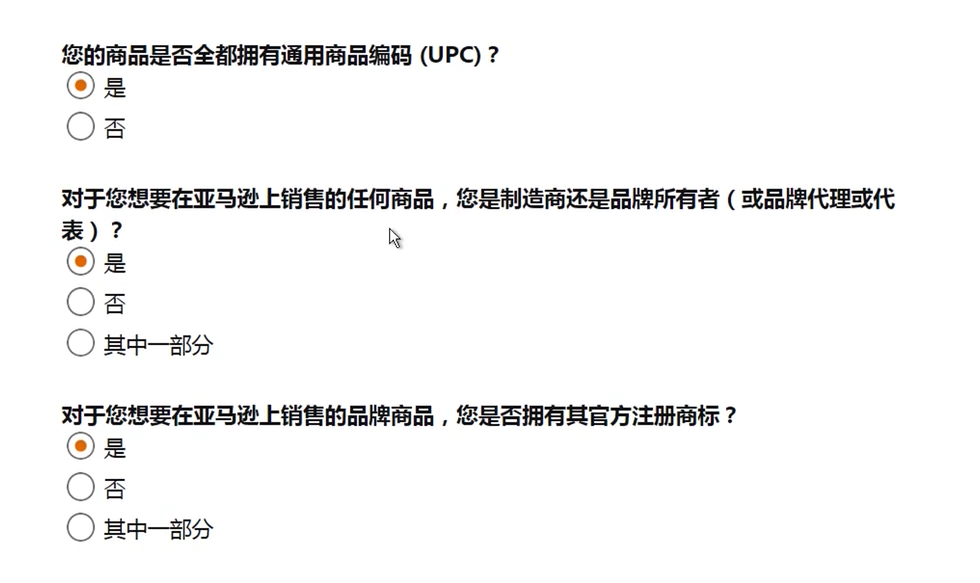 您的商品是否全都拥有通用商品编码 (UPC)？
是
否
对于您想要在亚马逊上销售的任何商品，您是制造商还是品牌所有者（或品牌代理或代
表）？
是
否
其中一部分
对于您想要在亚马逊上销售的品牌商品，您是否拥有其官方注册商标？
是
否
其中一部分